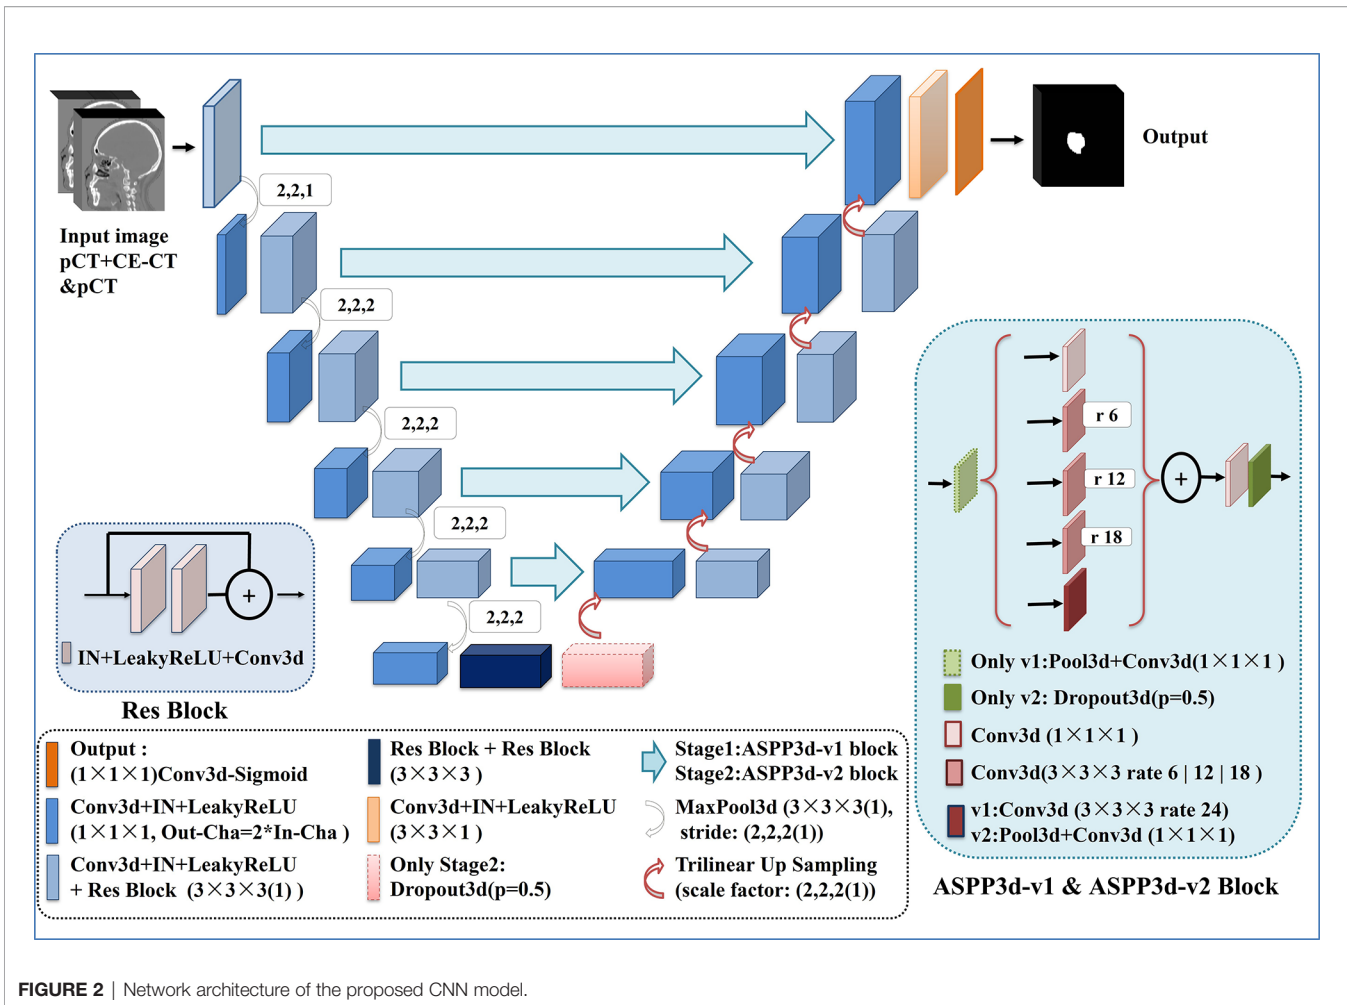 Input image
pCT+CE-CT
&pCT
2,2,1
2,2,2
2,2,2
2,2,2
2,2,2
Output
IN+LeakyReLU+Conv3d
Res Block
r 6
r 12
r 18
+
+
Only v1:Pool3d+Conv3d(1×1×1 )
Only v2: Dropout3d(p=0.5)
Conv3d (1×1×1 )
Conv3d(3×3×3 rate 6 | 12 | 18 )
v1:Conv3d (3×3×3 rate 24)
v2:Pool3d+Conv3d (1×1×1)
ASPP3d-v1 & ASPP3d-v2 Block
Output :
(1×1×1)Conv3d-Sigmoid
Conv3d+IN+LeakyReLU
(1×1×1, Out-Cha=2*In-Cha )
Conv3d+IN+LeakyReLU
+ Res Block (3×3×3(1) )
Res Block + Res Block
(3×3×3 )
Conv3d+IN+LeakyReLU
(3×3×1 )
Only Stage2:
Dropout3d(p=0.5)
Stage1:ASPP3d-v1 block
Stage2:ASPP3d-v2 block
MaxPool3d (3×3×3(1),
stride: (2,2,2(1))
Trilinear Up Sampling
(scale factor: (2,2,2(1))
FIGURE 2 | Network architecture of the proposed CNN model.